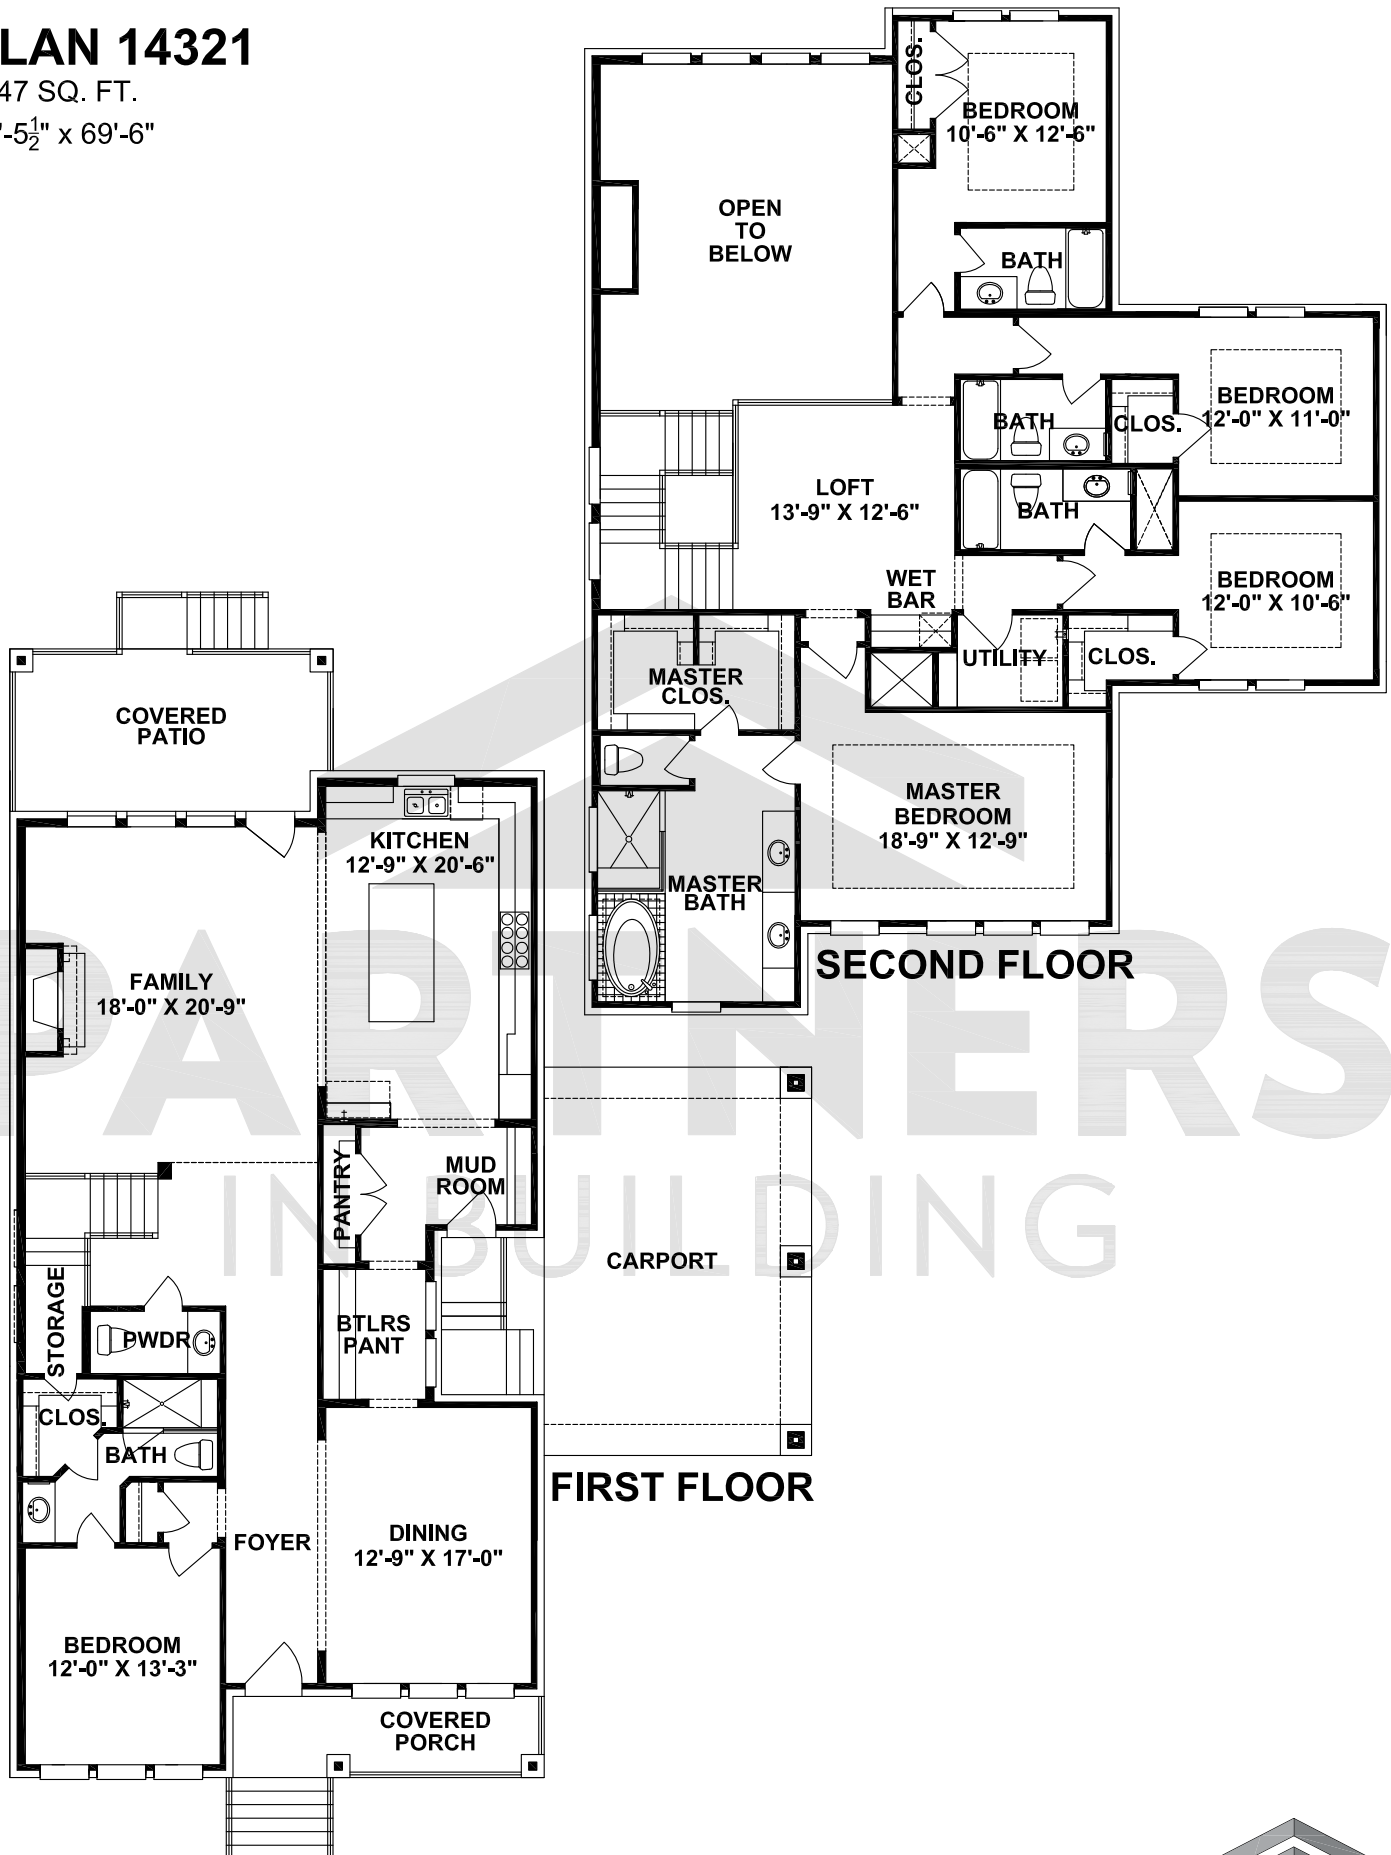 LAN 14321
47 SQ. FT.
'-5 1/2" x 69'-6"
CLOS.
BEDROOM
10'-6" X 12'-6"
OPEN
TO
BELOW
BATH
BEDROOM
12'-0" X 11'-0"
BATH
CLOS.
LOFT
13'-9" X 12'-6"
BATH
WET
BAR
BEDROOM
12'-0" X 10'-6"
MASTER
CLOS.
UTILITY
CLOS.
MASTER
BEDROOM
18'-9" X 12'-9"
MASTER
BATH
SECOND FLOOR
COVERED
PATIO
KITCHEN
12'-9" X 20'-6"
FAMILY
18'-0" X 20'-9"
PARTNERS
IN BUILDING
PANTRY
MUD
ROOM
CARPORT
STORAGE
PWDR
BTLRS
PANT
CLOS.
BATH
FIRST FLOOR
FOYER
DINING
12'-9" X 17'-0"
BEDROOM
12'-0" X 13'-3"
COVERED
PORCH